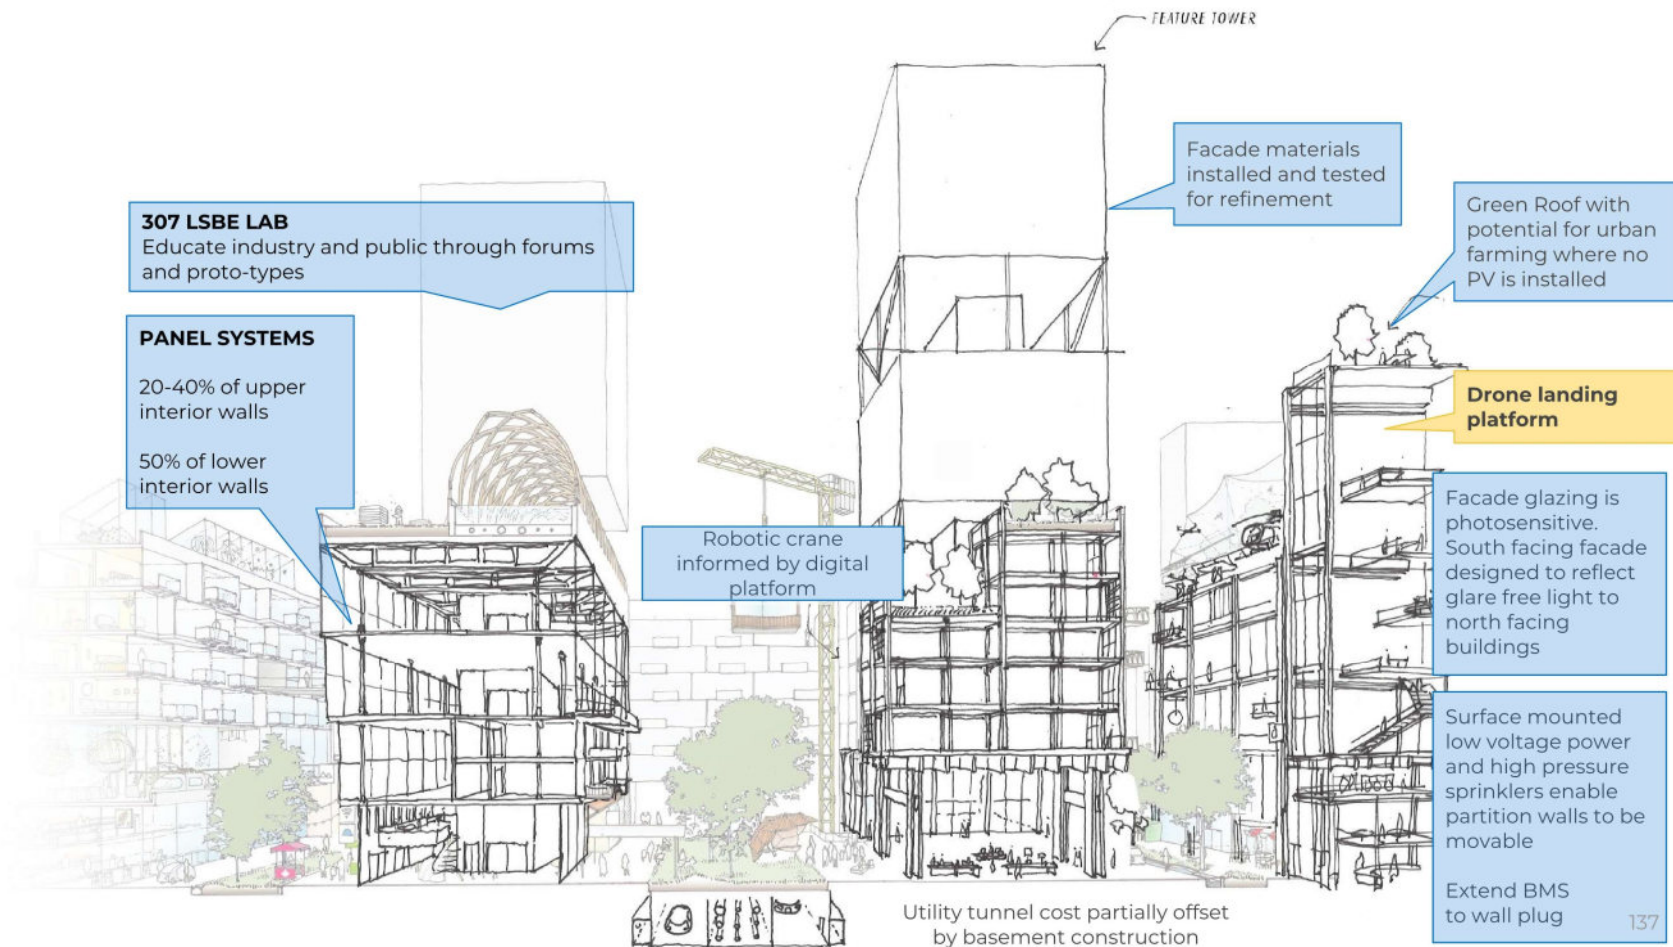 FEATURE TOWER
Facade materials
installed and tested
for refinement
307 LSBE LAB
Educate industry and public through forums
and proto-types
Green Roof with
potential for urban
farming where no
PV is installed
PANEL SYSTEMS
20-40% of upper
interior walls
50% of lower
interior walls
Drone landing
platform
Facade glazing is
photosensitive.
South facing facade
designed to reflect
glare free light to
north facing
buildings
Robotic crane
informed by digital
platform
Surface mounted
low voltage power
and high pressure
sprinklers enable
partition walls to be
movable
Extend BMS
to wall plug
Utility tunnel cost partially offset
by basement construction
137